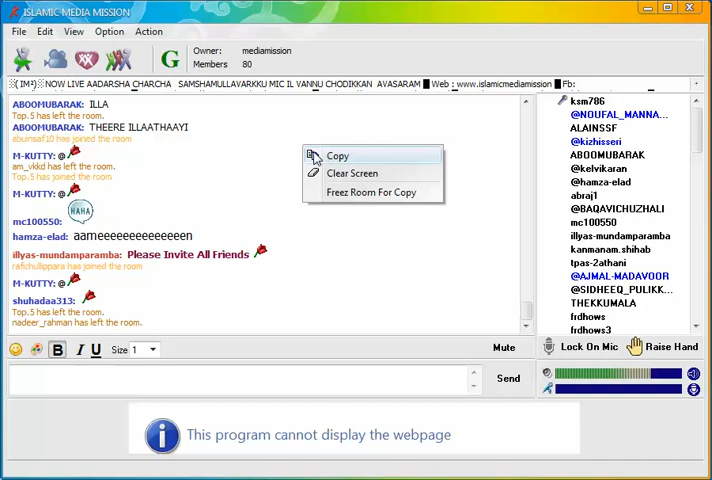 ISLAMIC MEDIA MISSION
File Edit View Option Action
G
Owner: mediamission
Members 80
:( IM²) NOW LIVE AADARSHA CHARCHA SAMSHAMULLAVARKKU MIC IL VANNU CHODIKKAN AVASARAM Web : www.islamicmediamission Fb:
ABOOMUBARAK: ILLA
Top.5 has left the room.
ABOOMUBARAK: THEERE ILLAATHAAYI
abuinsaf10 has joined the room
M-KUTTY: @
am_vkkd has left the room.
Top.5 has joined the room
M-KUTTY: @
HAHA
mc100550:
hamza-elad: aameeeeeeeeeeeeen
illyas-mundamparamba: Please Invite All Friends
rafichullippara has joined the room
M-KUTTY: @
shuhadaa313:
Top.5 has left the room.
nadeer_rahman has left the room.
Copy
Clear Screen
Freez Room For Copy
ksm786
@NOUFAL_MANNA...
ALAINSSF
@kizhisseri
ABOOMUBARAK
@kelvikaran
@hamza-elad
abraj1
@BAQAVICHUZHALI
mc100550
illyas-mundamparamba
kanmanam.shihab
tpas-2athani
@AJMAL-MADAVOOR
@SIDHEEQ_PULIKK...
THEKKUMALA
frdhows
frdhows3
B I U Size 1 Mute
Lock On Mic Raise Hand
Send
This program cannot display the webpage